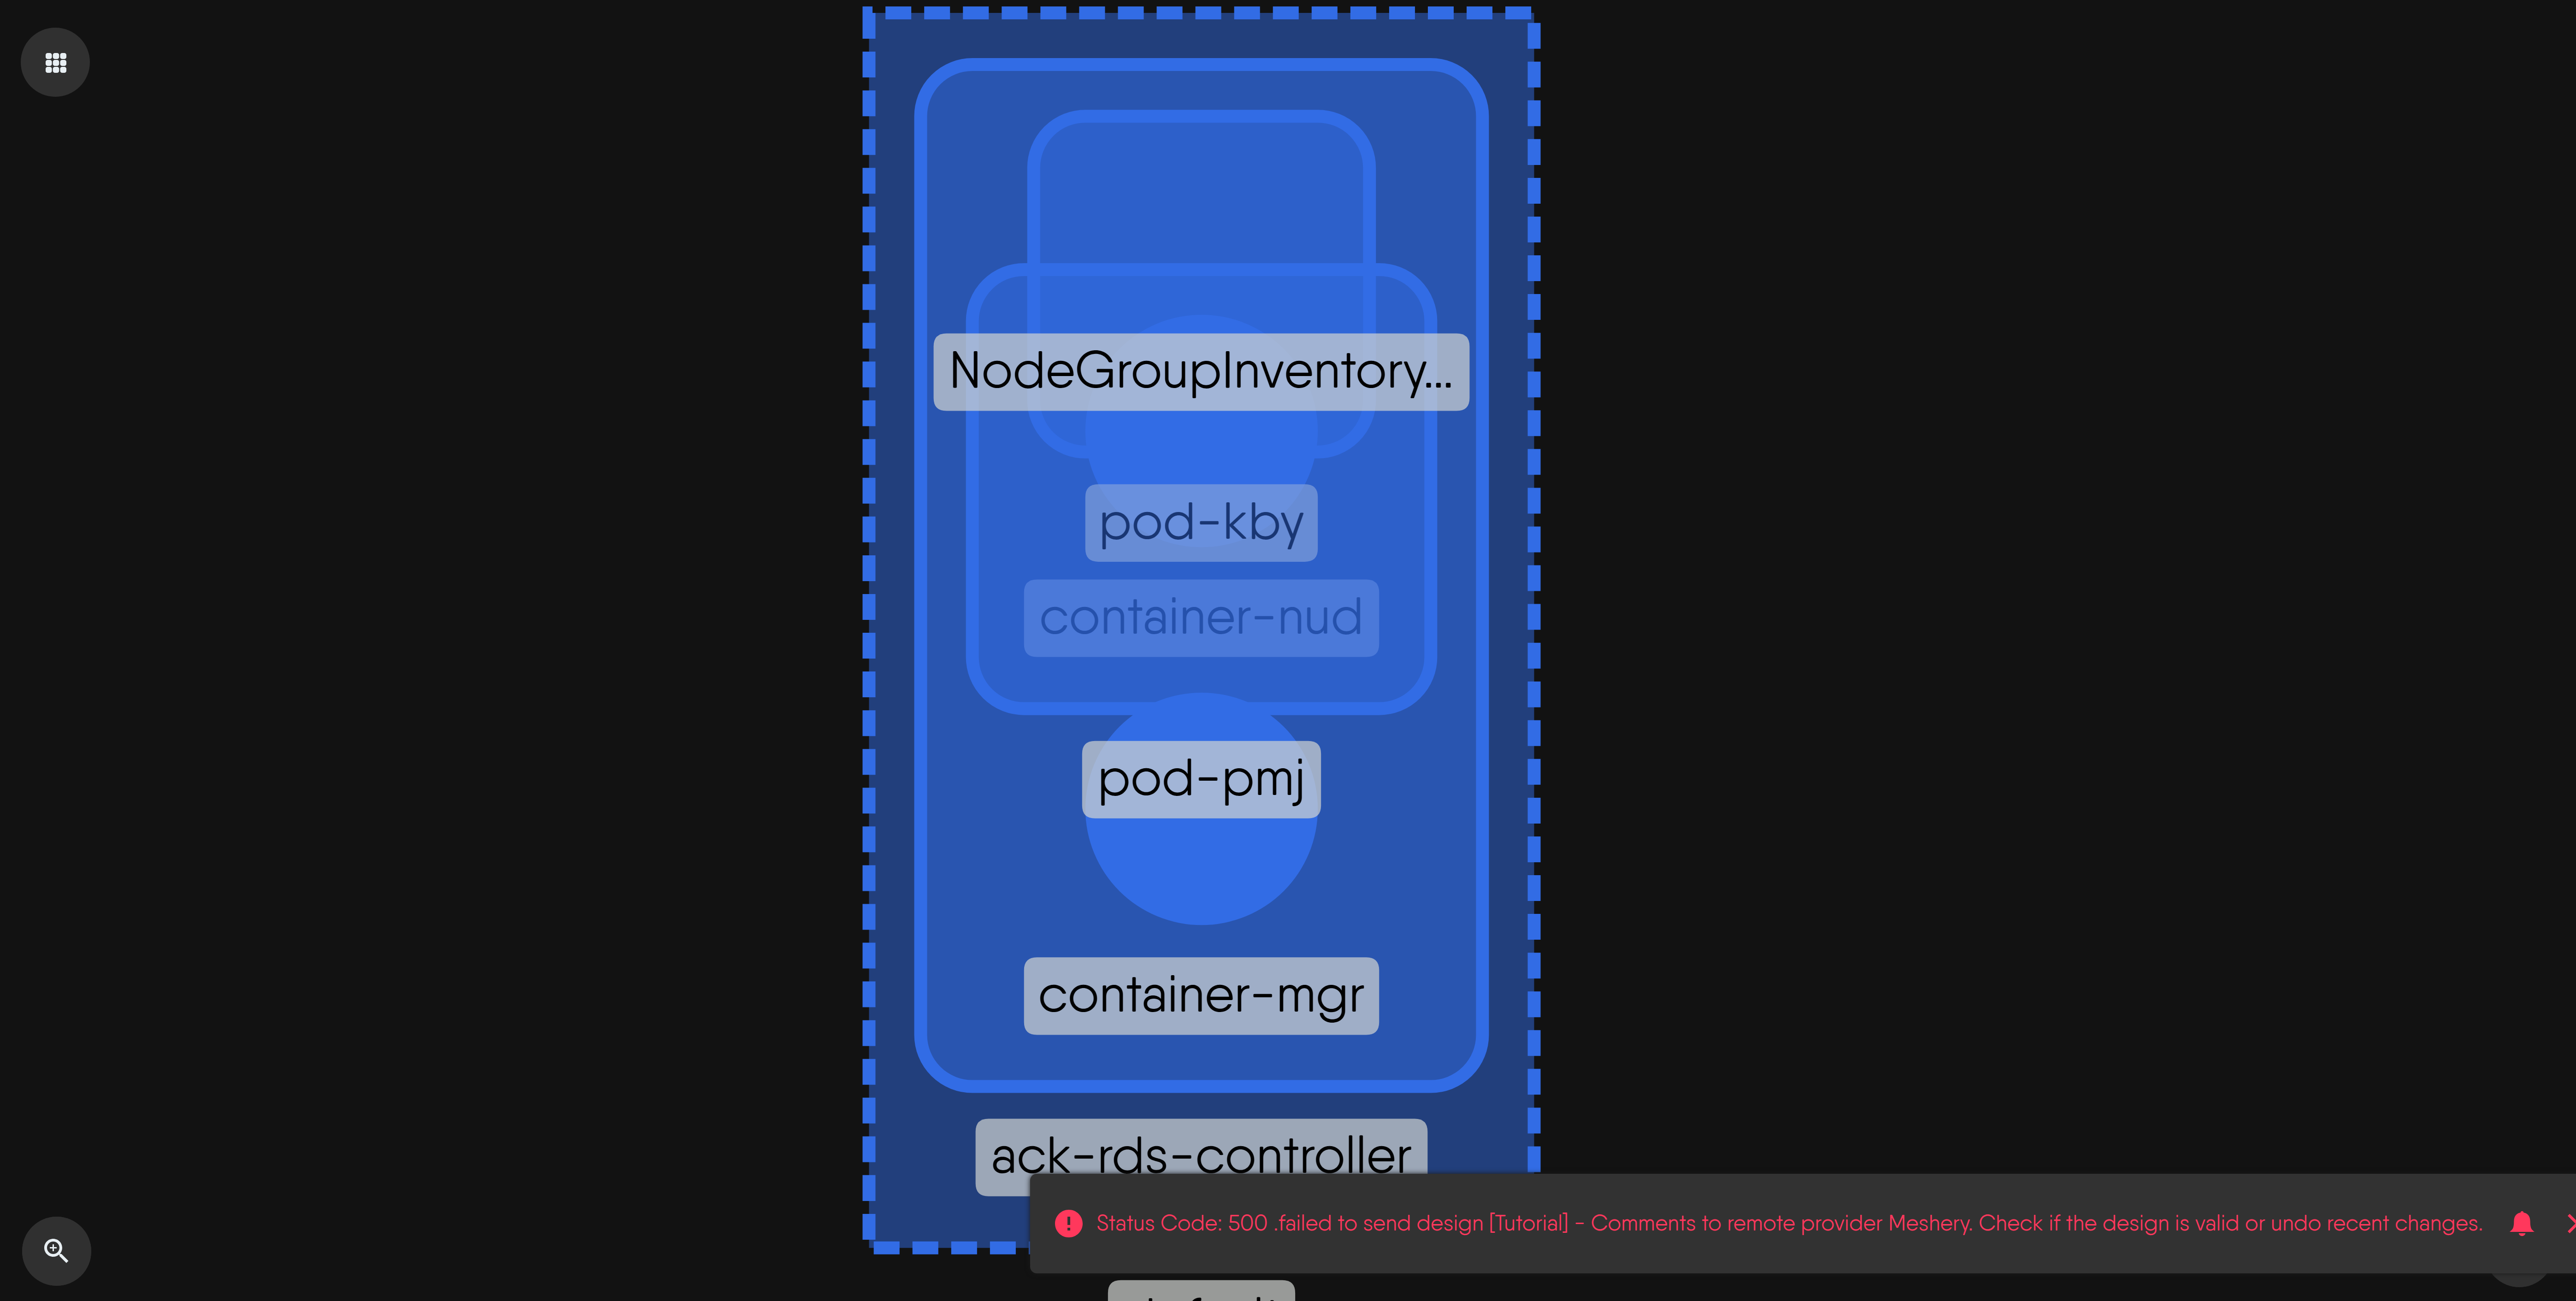 NodeGroupInventory...
pod-kby
container-nud
pod-pmj
container-mgr
ack-rds-controller
Status Code: 500 .failed to send design [Tutorial] - Comments to remote provider Meshery. Check if the design is valid or undo recent changes.